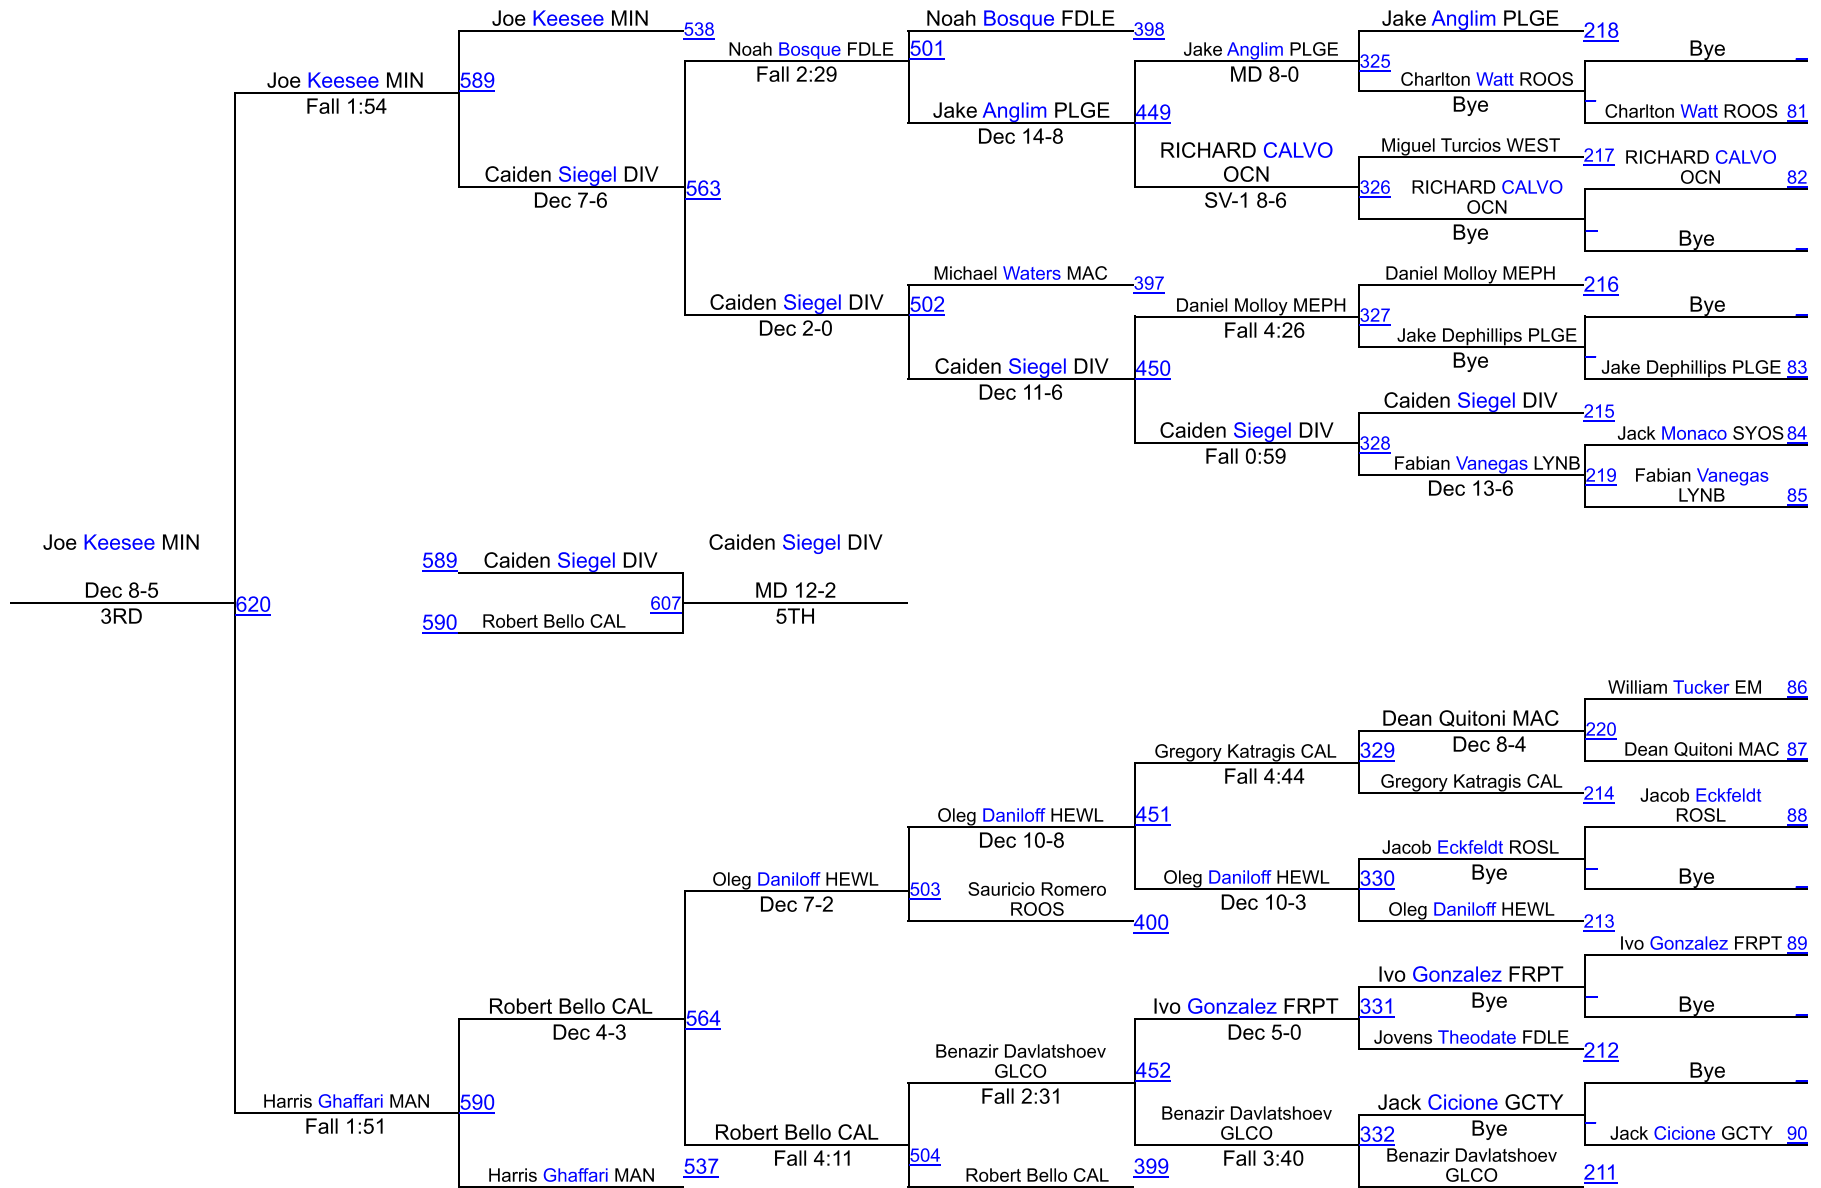 Joe Keesee MIN
538
Noah Bosque FDLE
398
Jake Anglim PLGE
218
Bye
Noah Bosque FDLE
501
Jake Anglim PLGE
325
Joe Keesee MIN
589
Fall 2:29
MD 8-0
Charlton Watt ROOS
Fall 1:54
Bye
Jake Anglim PLGE
449
Charlton Watt ROOS 81
Dec 14-8
RICHARD CALVO
OCN
Miguel Turcios WEST
217
RICHARD CALVO
OCN
82
Caiden Siegel DIV
563
326
RICHARD CALVO
OCN
Dec 7-6
SV-1 8-6
Bye
Bye
Michael Waters MAC
397
Daniel Molloy MEPH
216
Caiden Siegel DIV
502
Daniel Molloy MEPH
327
Bye
Dec 2-0
Fall 4:26
Jake Dephillips PLGE
Bye
Caiden Siegel DIV
450
Jake Dephillips PLGE 83
Dec 11-6
Caiden Siegel DIV
215
Caiden Siegel DIV
328
Jack Monaco SYOS 84
Fall 0:59
Fabian Vanegas LYNB
219
Fabian Vanegas
LYNB
85
Dec 13-6
Joe Keesee MIN
Dec 8-5
3RD
620
589
Caiden Siegel DIV
590
Robert Bello CAL
607
Caiden Siegel DIV
MD 12-2
5TH
William Tucker EM
86
Dean Quitoni MAC
220
Dec 8-4
Dean Quitoni MAC 87
Gregory Katragis CAL
329
Fall 4:44
Gregory Katragis CAL
214
Jacob Eckfeldt
ROSL
88
Oleg Daniloff HEWL
451
Dec 10-8
Jacob Eckfeldt ROSL
Bye
Bye
Oleg Daniloff HEWL
503
Sauricio Romero
ROOS
400
Oleg Daniloff HEWL
330
Dec 7-2
Dec 10-3
Oleg Daniloff HEWL
213
Ivo Gonzalez FRPT 89
Ivo Gonzalez FRPT
Bye
Bye
Robert Bello CAL
564
Ivo Gonzalez FRPT
331
Dec 4-3
Dec 5-0
Jovens Theodate FDLE
212
Benazir Davlatshoev
GLCO
452
Bye
Fall 2:31
Harris Ghaffari MAN
590
Benazir Davlatshoev
GLCO
Jack Cicione GCTY
Fall 1:51
Bye
332
Jack Cicione GCTY 90
Robert Bello CAL
504
Fall 4:11
Fall 3:40
Benazir Davlatshoev
GLCO
211
Harris Ghaffari MAN
537
Robert Bello CAL
399